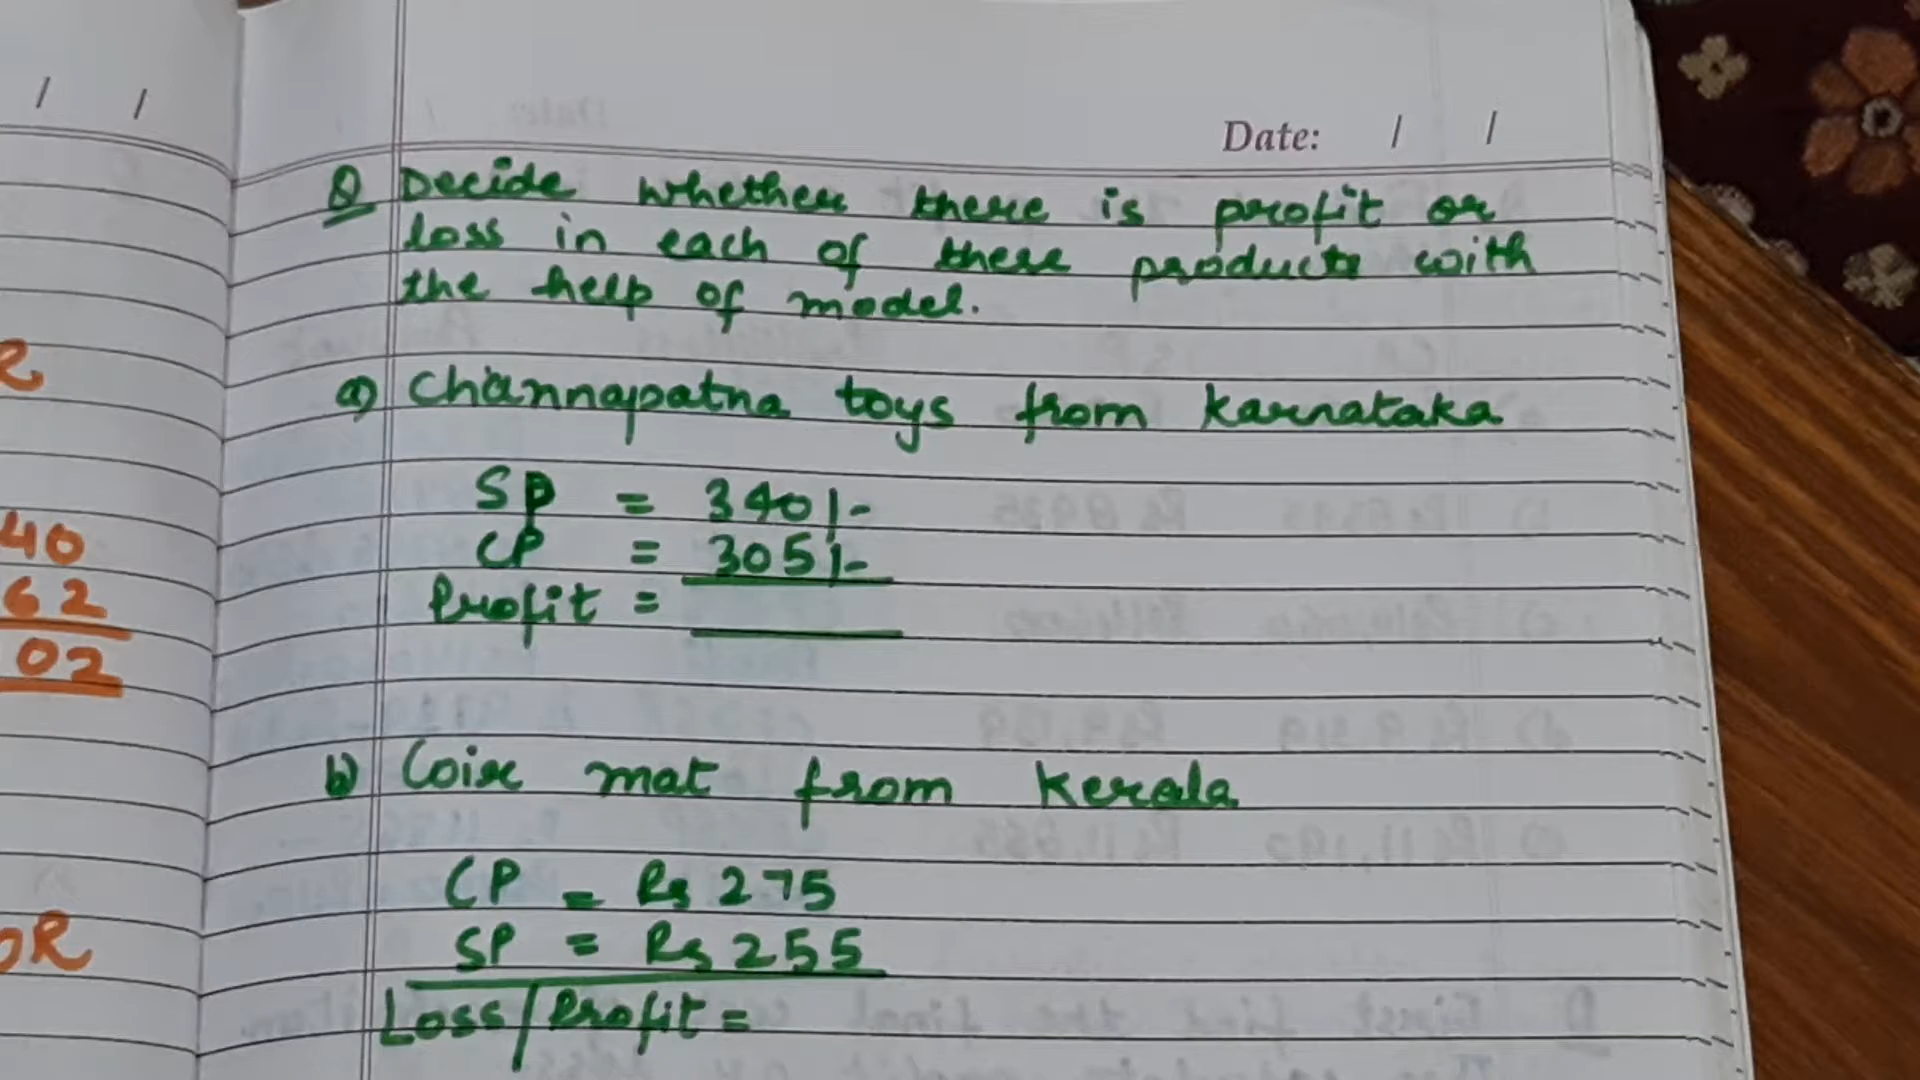 / /
Date: / /
Q Decide whether there is profit or
loss in each of these products with
the help of model.
R
a) Channapatna toys from Karnataka
SP = 340/-
40
CP = 305/-
62
Profit =
02
b) Coire mat from Kerala
CP = Rs 275
OR
SP = Rs 255
Loss/Profit =